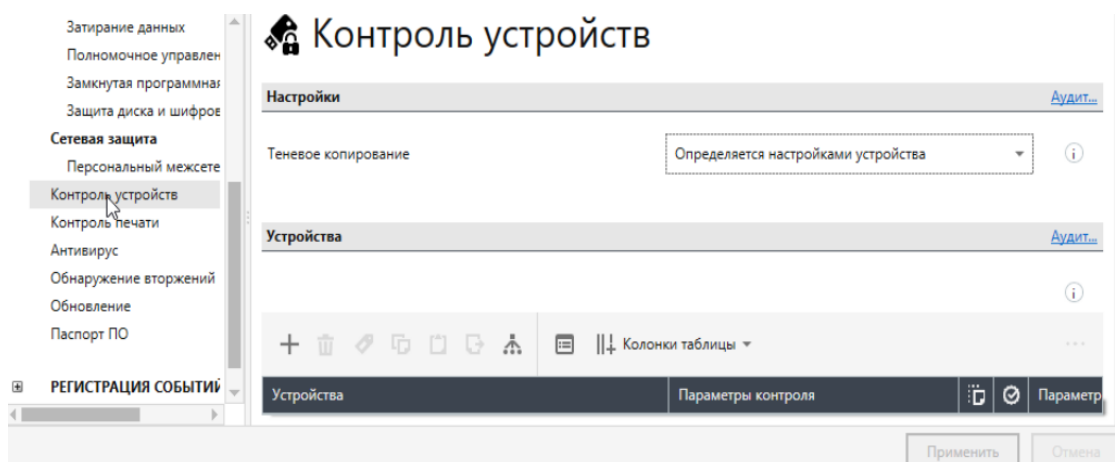 Затирание данных
Полномочное управлен
Замкнутая программная
Защита диска и шифров
Сетевая защита
Персональный межсете
Контроль устройств
Контроль печати
Антивирус
Обнаружение вторжений
Обновление
Паспорт ПО
РЕГИСТРАЦИЯ СОБЫТИЙ
Контроль устройств
Настройки Аудит...
Теневое копирование Определяется настройками устройства
Устройства Аудит...
Колонки таблицы
Устройства Параметры контроля Параметр
Применить Отмена